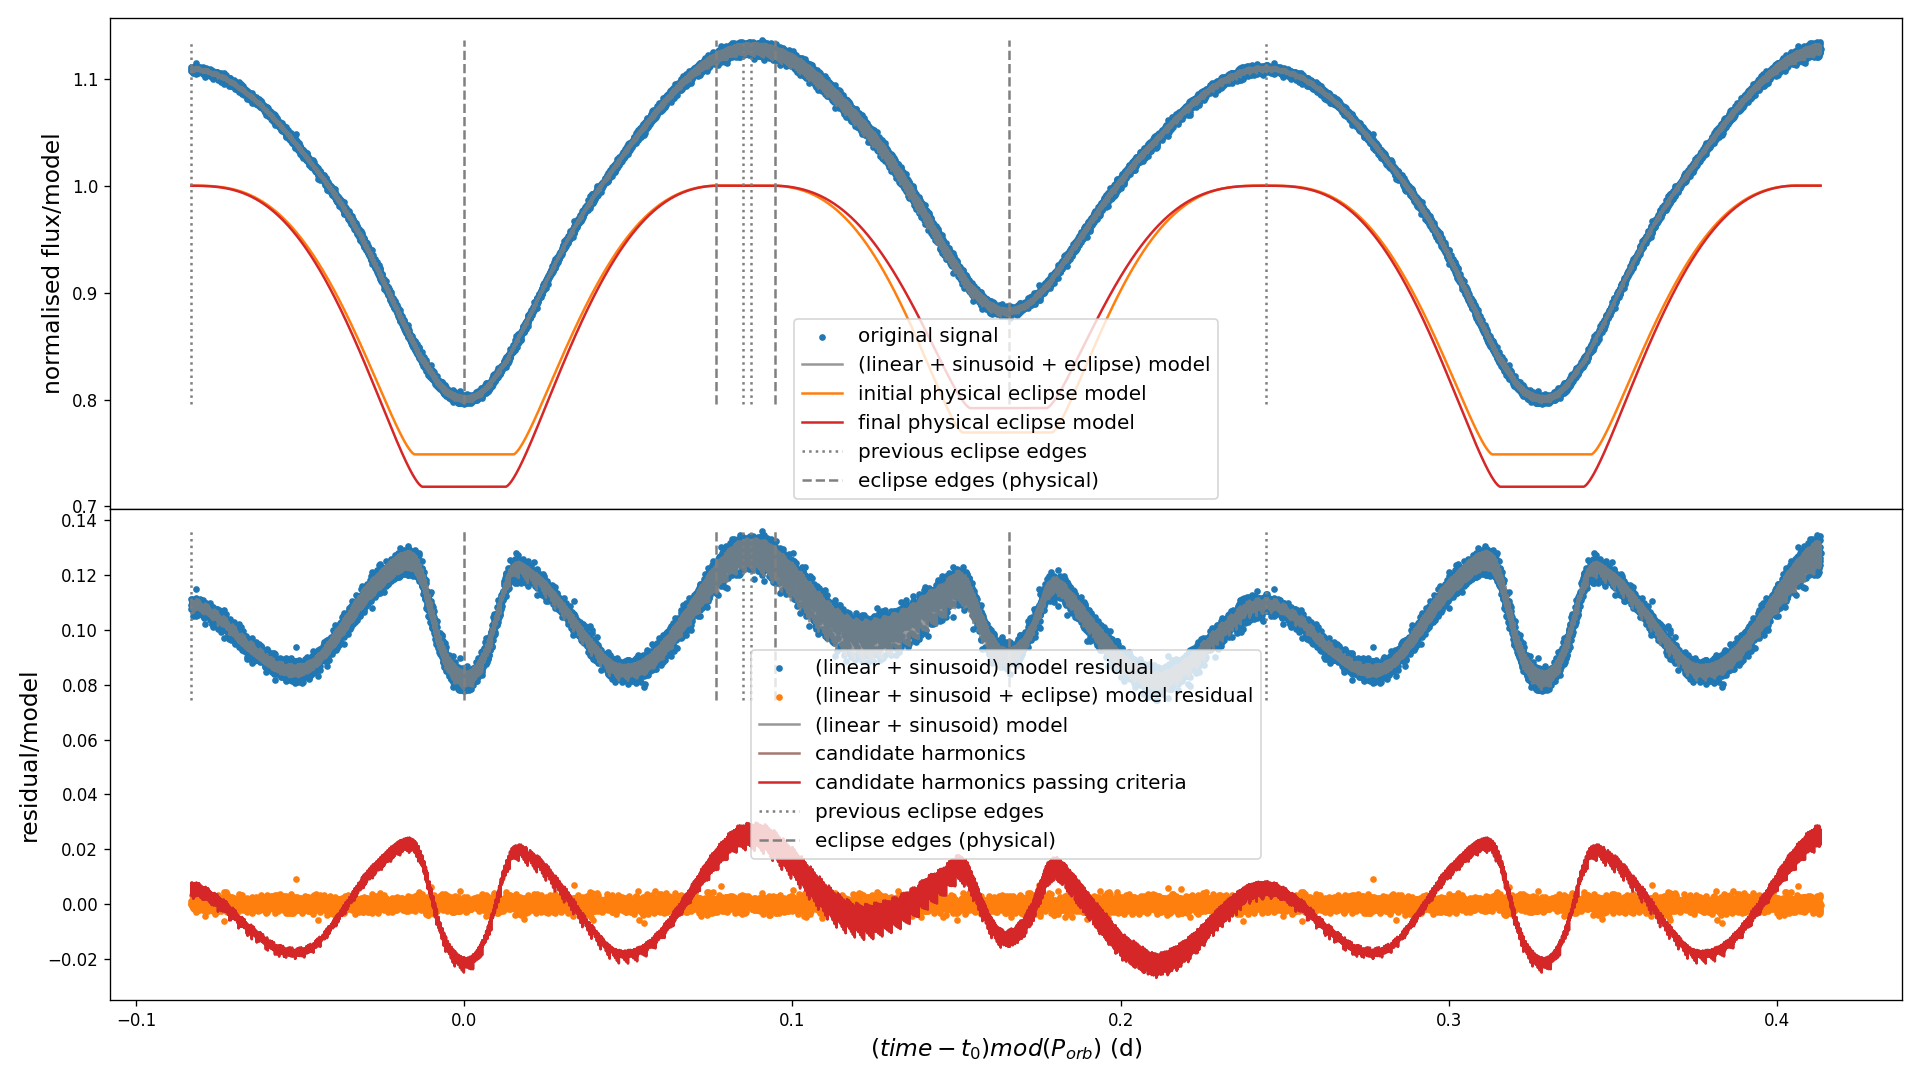 normalised flux/model
1.1
1.0
0.9
0.8
0.7
original signal
(linear + sinusoid + eclipse) model
initial physical eclipse model
final physical eclipse model
previous eclipse edges
eclipse edges (physical)
residual/model
0.14
0.12
0.10
0.08
0.06
0.04
0.02
0.00
−0.02
(linear + sinusoid) model residual
(linear + sinusoid + eclipse) model residual
(linear + sinusoid) model
candidate harmonics
candidate harmonics passing criteria
previous eclipse edges
eclipse edges (physical)
−0.1 0.0 0.1 0.2 0.3 0.4
(time − t₀)mod(Pₒᵣb) (d)